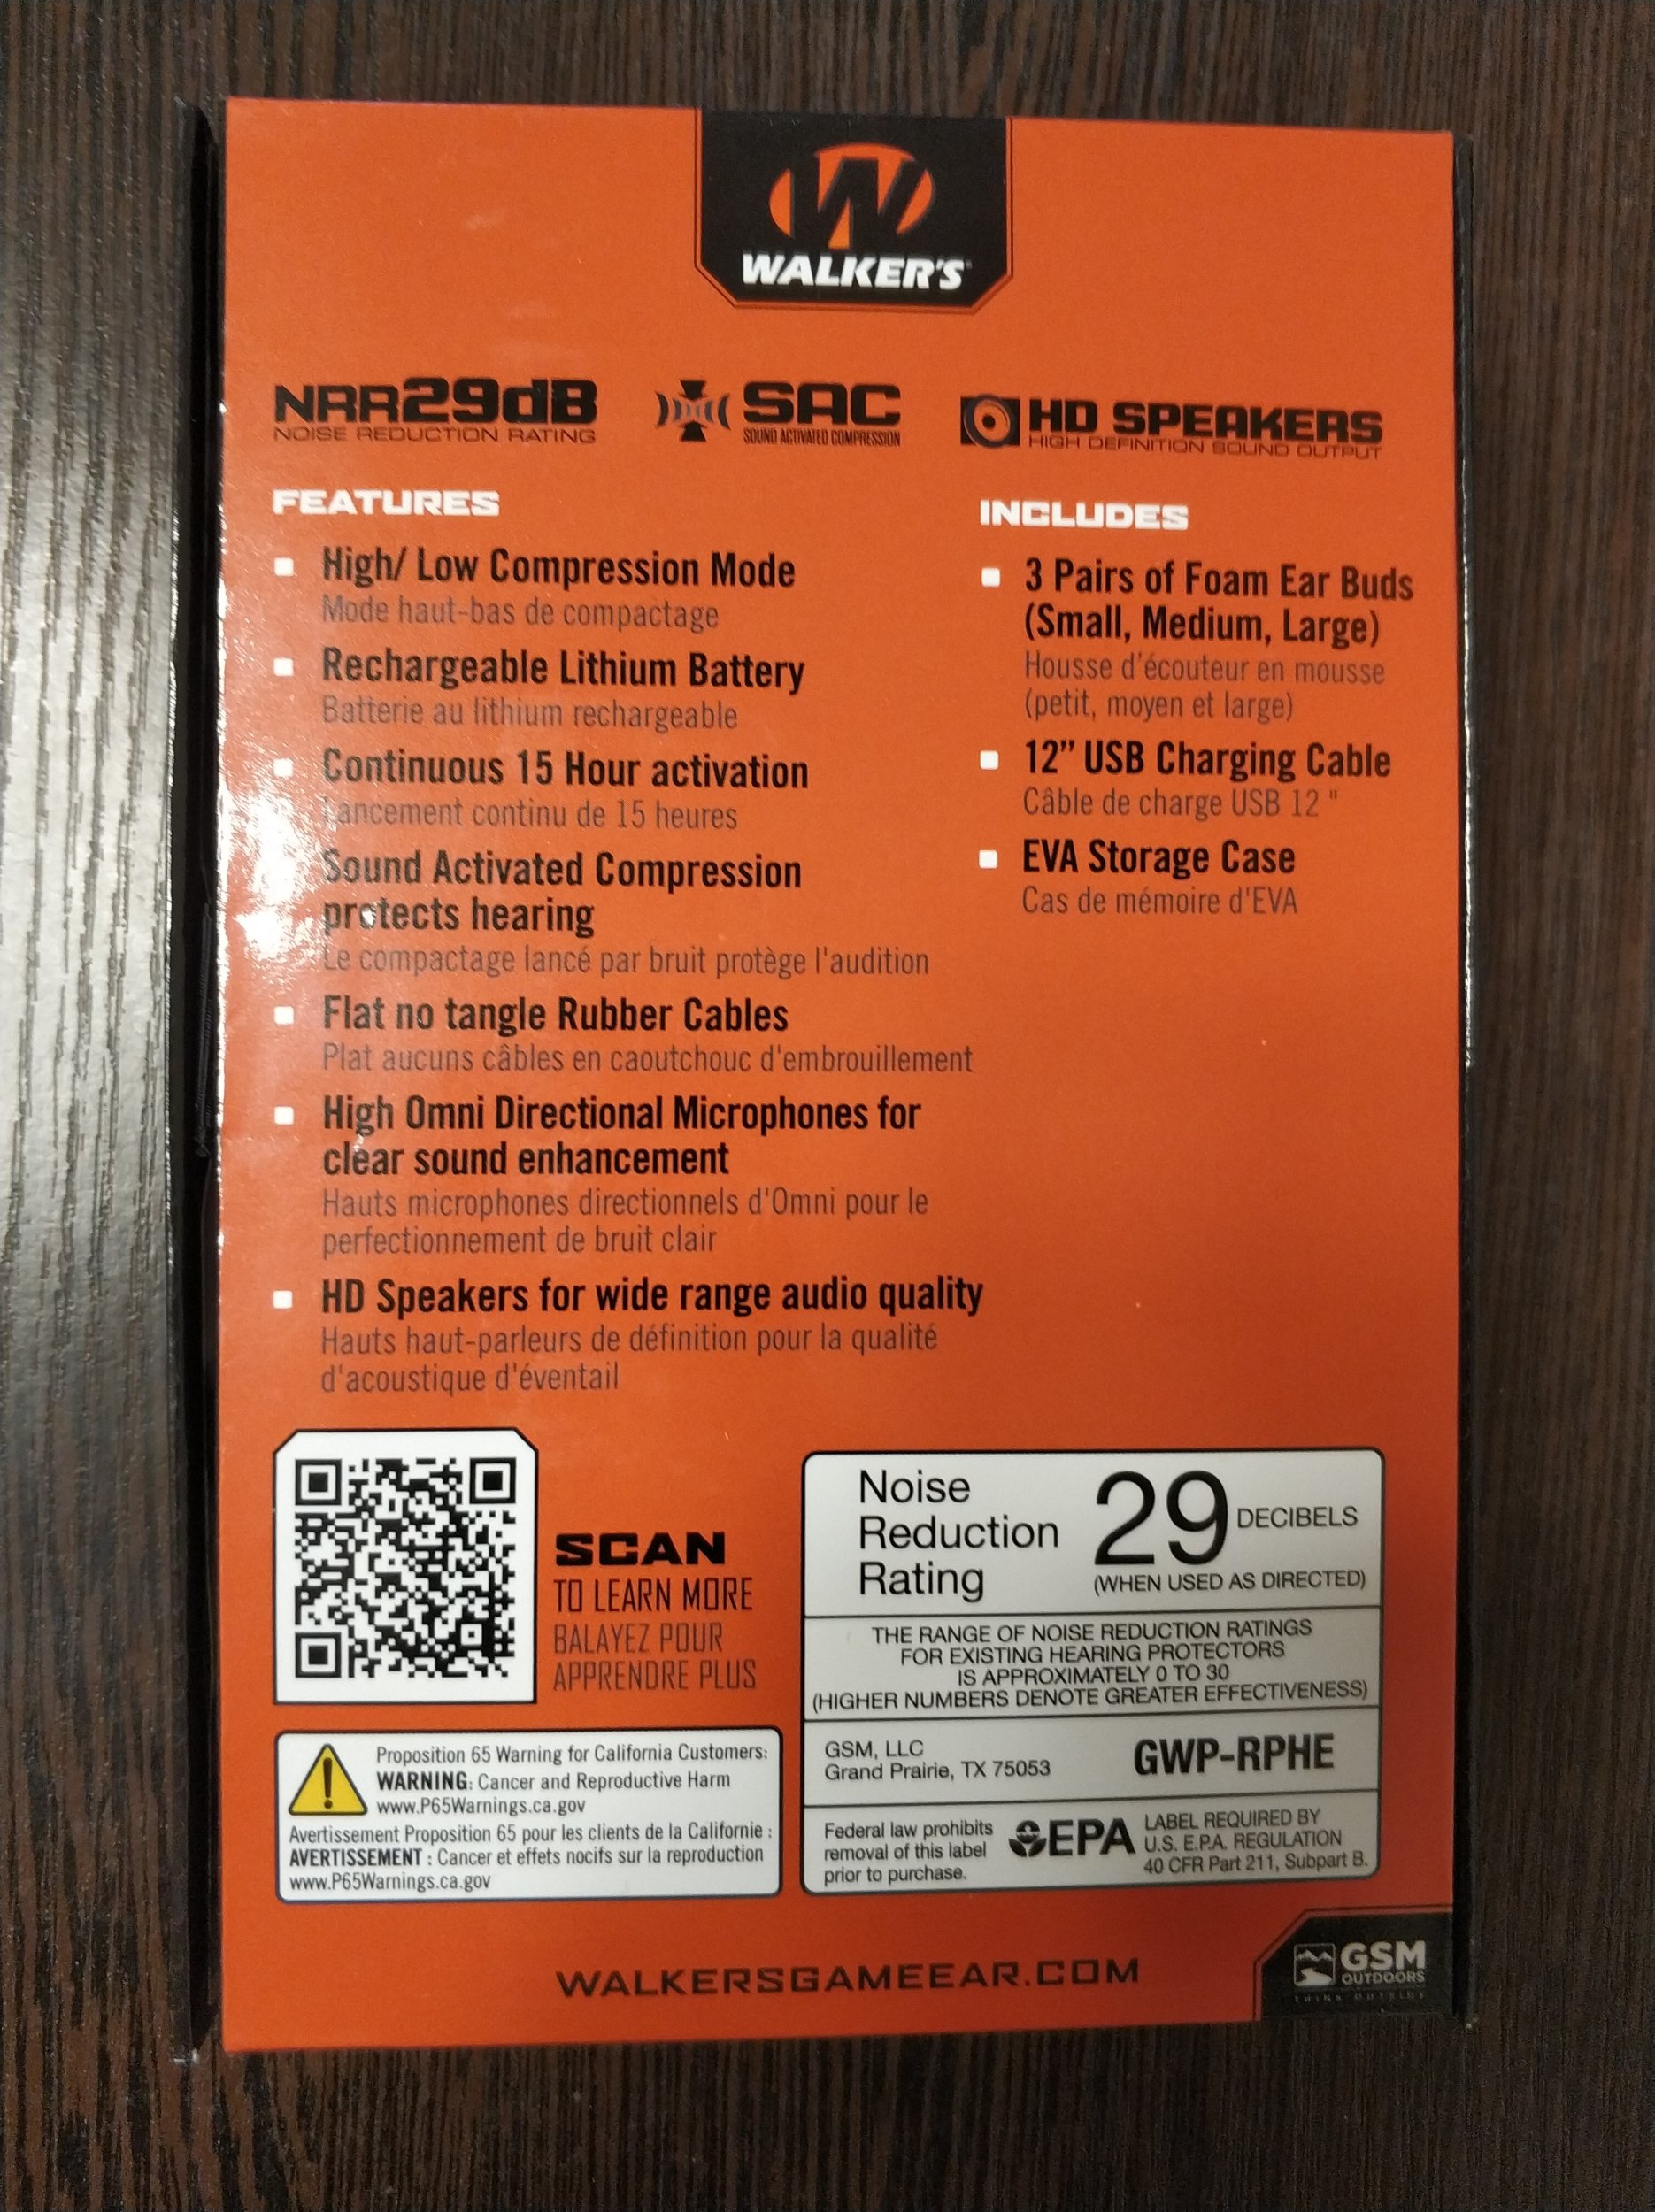 WALKER'S
NRR29dB
NOISE REDUCTION RATING
SAC
SOUND ACTIVATED COMPRESSION
HD SPEAKERS
HIGH DEFINITION SOUND OUTPUT
FEATURES
High/ Low Compression Mode
Mode haut-bas de compactage
Rechargeable Lithium Battery
Batterie au lithium rechargeable
Continuous 15 Hour activation
Lancement continu de 15 heures
Sound Activated Compression
protects hearing
Le compactage lancé par bruit protège l'audition
Flat no tangle Rubber Cables
Plat aucuns câbles en caoutchouc d'embrouillement
High Omni Directional Microphones for
clear sound enhancement
Hauts microphones directionnels d'Omni pour le
perfectionnement de bruit clair
HD Speakers for wide range audio quality
Hauts haut-parleurs de définition pour la qualité
d'acoustique d'éventail
INCLUDES
3 Pairs of Foam Ear Buds
(Small, Medium, Large)
Housse d'écouteur en mousse
(petit, moyen et large)
12” USB Charging Cable
Câble de charge USB 12 "
EVA Storage Case
Cas de mémoire d'EVA
SCAN
TO LEARN MORE
BALAYEZ POUR
APPRENDRE PLUS
Proposition 65 Warning for California Customers:
WARNING: Cancer and Reproductive Harm
www.P65Warnings.ca.gov
Avertissement Proposition 65 pour les clients de la Californie :
AVERTISSEMENT : Cancer et effets nocifs sur la reproduction
www.P65Warnings.ca.gov
Noise
Reduction
Rating
29 DECIBELS
(WHEN USED AS DIRECTED)
THE RANGE OF NOISE REDUCTION RATINGS
FOR EXISTING HEARING PROTECTORS
IS APPROXIMATELY 0 TO 30
(HIGHER NUMBERS DENOTE GREATER EFFECTIVENESS)
GSM, LLC
Grand Prairie, TX 75053
GWP-RPHE
Federal law prohibits
removal of this label
prior to purchase.
EPA
LABEL REQUIRED BY
U.S. E.P.A. REGULATION
40 CFR Part 211, Subpart B.
WALKERSGAMEEAR.COM
GSM
OUTDOORS
THINK OUTSIDE